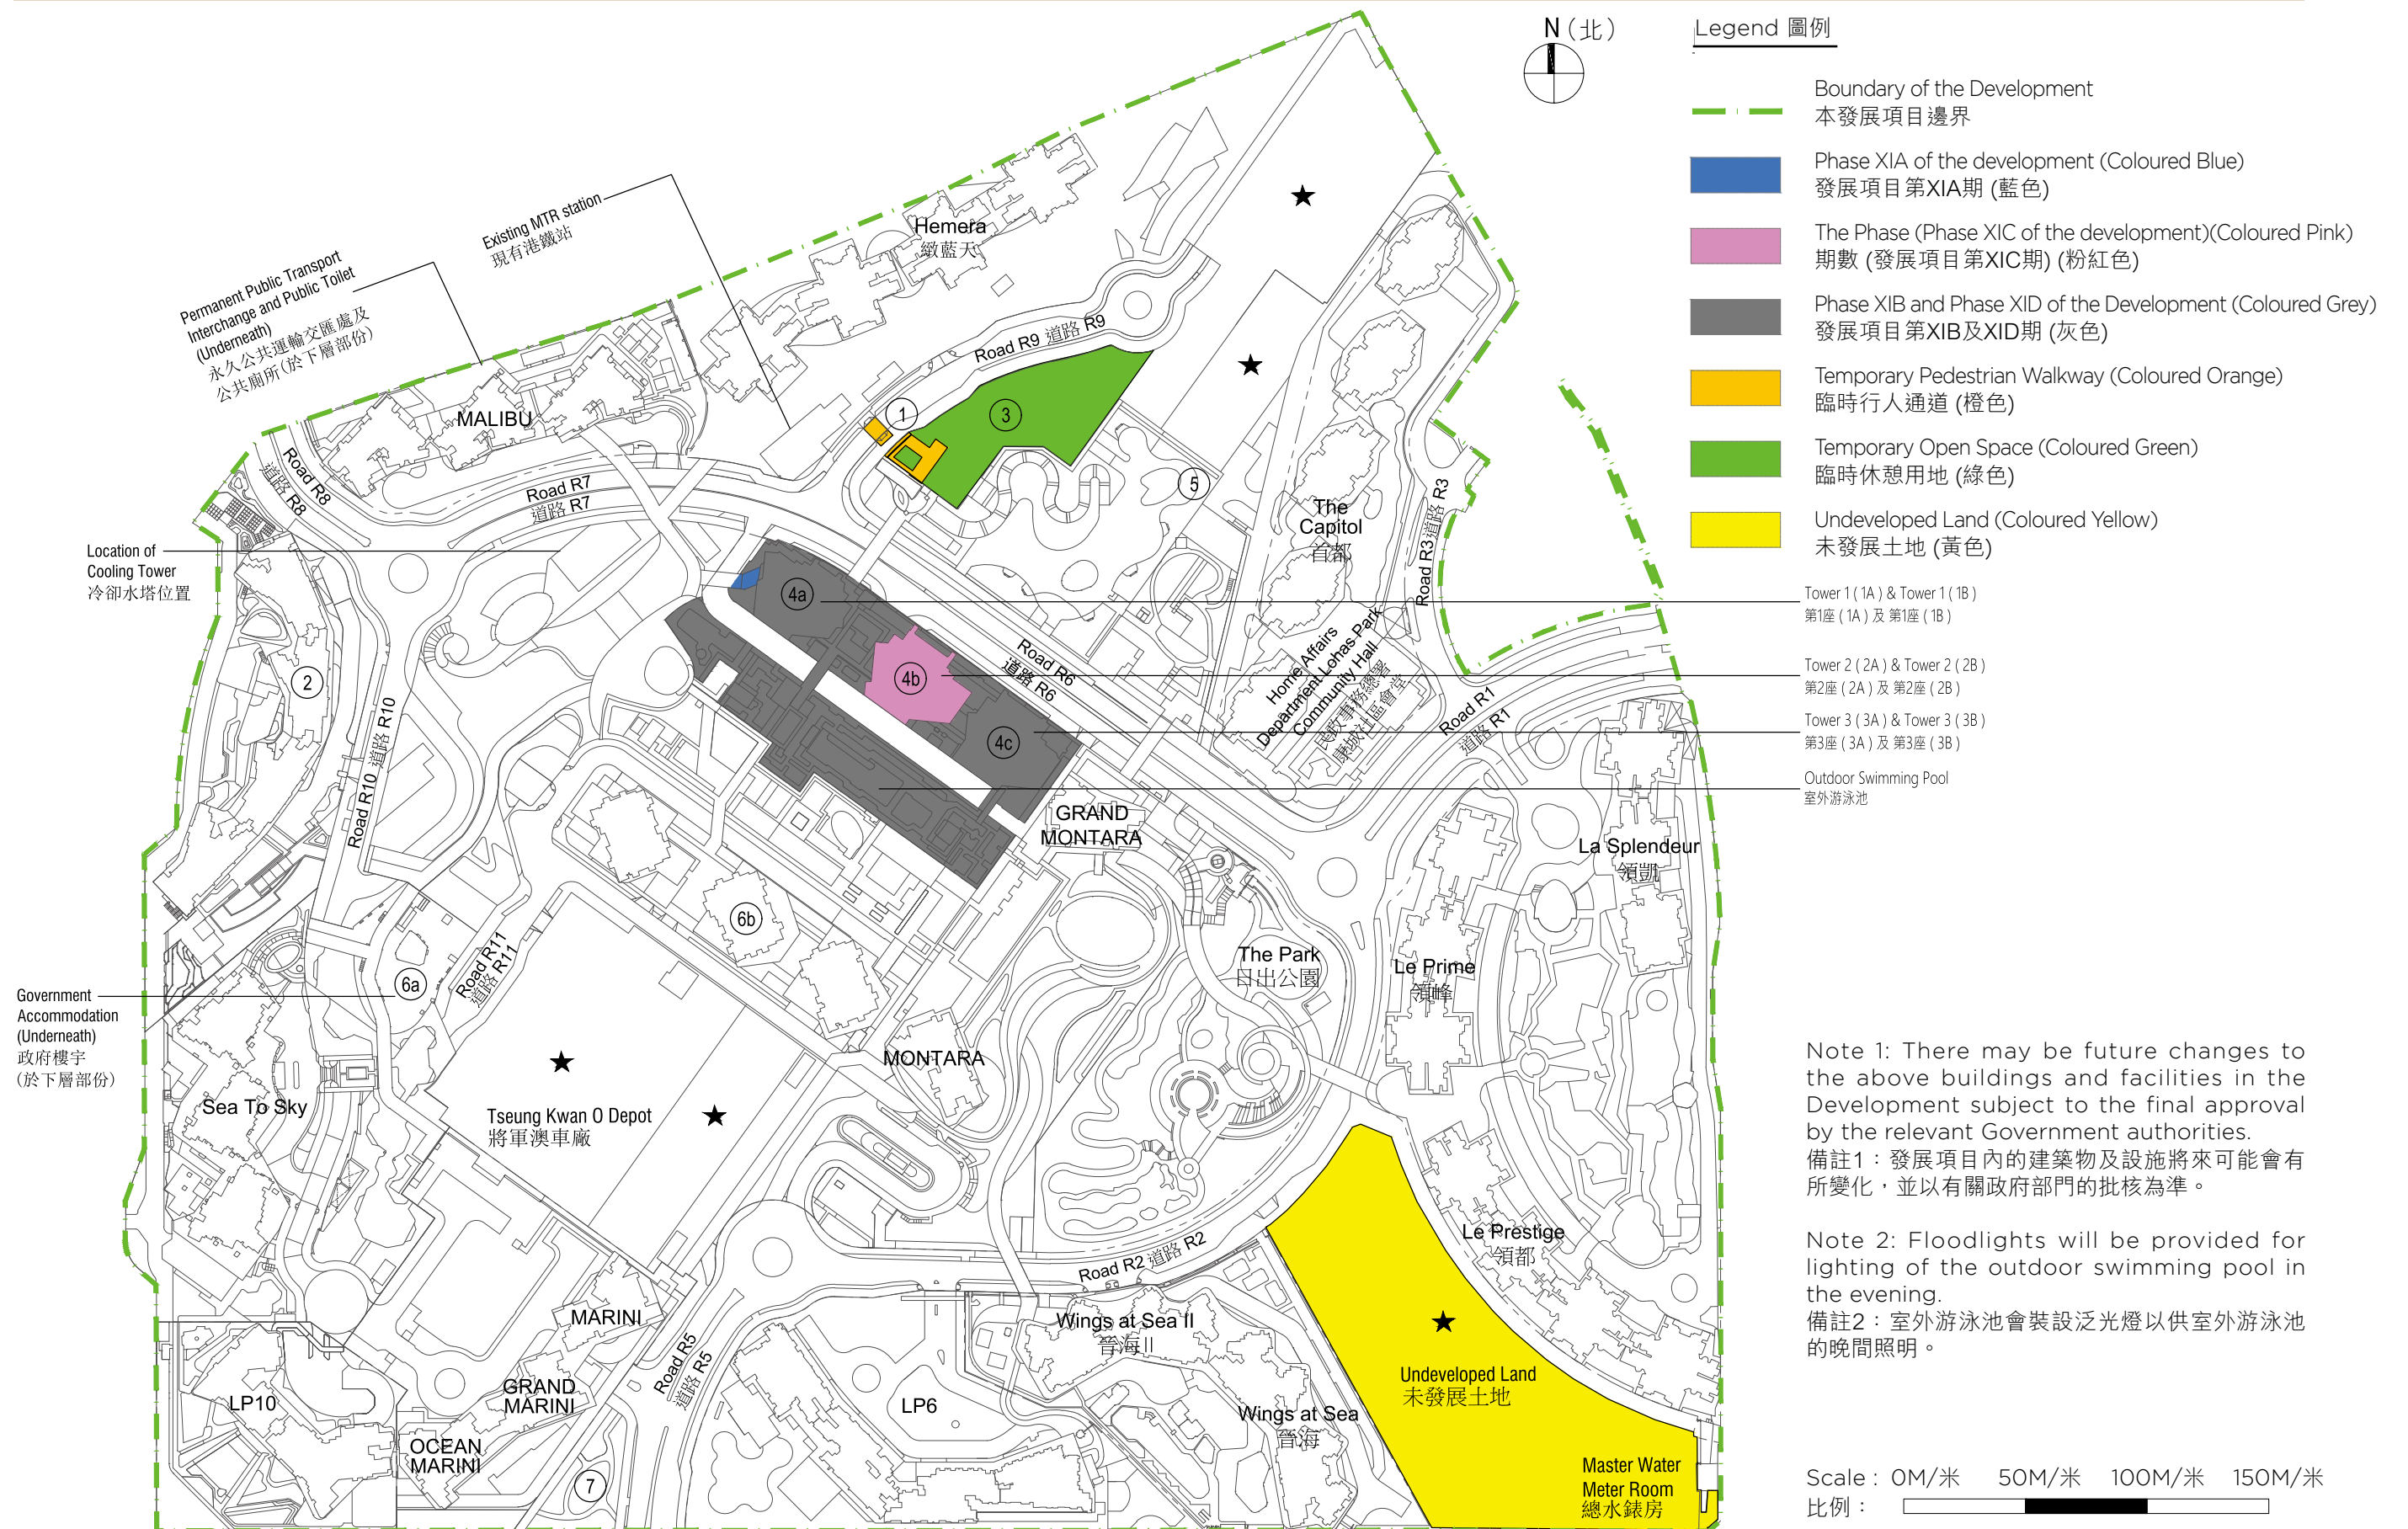 N (北)
Legend 圖例
Boundary of the Development
本發展項目邊界
Phase XIA of the development (Coloured Blue)
發展項目第XIA期 (藍色)
The Phase (Phase XIC of the development)(Coloured Pink)
期數 (發展項目第XIC期) (粉紅色)
Phase XIB and Phase XID of the Development (Coloured Grey)
發展項目第XIB及XID期 (灰色)
Temporary Pedestrian Walkway (Coloured Orange)
臨時行人通道 (橙色)
Temporary Open Space (Coloured Green)
臨時休憩用地 (綠色)
Undeveloped Land (Coloured Yellow)
未發展土地 (黃色)
Tower 1 ( 1A ) & Tower 1 ( 1B )
第1座 ( 1A ) 及 第1座 ( 1B )
Tower 2 ( 2A ) & Tower 2 ( 2B )
第2座 ( 2A ) 及 第2座 ( 2B )
Tower 3 ( 3A ) & Tower 3 ( 3B )
第3座 ( 3A ) 及 第3座 ( 3B )
Outdoor Swimming Pool
室外游泳池
Note 1: There may be future changes to
the above buildings and facilities in the
Development subject to the final approval
by the relevant Government authorities.
備註1：發展項目內的建築物及設施將來可能會有
所變化，並以有關政府部門的批核為準。
Note 2: Floodlights will be provided for
lighting of the outdoor swimming pool in
the evening.
備註2：室外游泳池會裝設泛光燈以供室外游泳池
的晚間照明。
Scale : 0M/米 50M/米 100M/米 150M/米
比例：
Existing MTR station
現有港鐵站
Permanent Public Transport
Interchange and Public Toilet
(Underneath)
永久公共運輸交匯處及
公共廁所(於下層部份)
Hemera
緻藍天
MALIBU
Road R9 道路 R9
1
3
5
Road R8
道路 R8
Road R7
道路 R7
Location of
Cooling Tower
冷卻水塔位置
The
Capitol
首都
Road R3 道路 R3
4a
4b
4c
2
Road R6
道路 R6
Home Affairs
Department Lohas Park
Community Hall
民政事務總署
康城社區會堂
Road R1
道路 R1
Road R10 道路 R10
GRAND
MONTARA
La Splendeur
領凱
6b
6a
Road R11
道路 R11
The Park
日出公園
Le Prime
領峰
Government
Accommodation
(Underneath)
政府樓宇
(於下層部份)
MONTARA
Sea To Sky
Tseung Kwan O Depot
將軍澳車廠
Le Prestige
領都
Road R2 道路 R2
MARINI
Road R5
道路 R5
Wings at Sea II
晉海II
Undeveloped Land
未發展土地
GRAND
MARINI
LP10
LP6
Wings at Sea
晉海
OCEAN
MARINI
7
Master Water
Meter Room
總水錶房